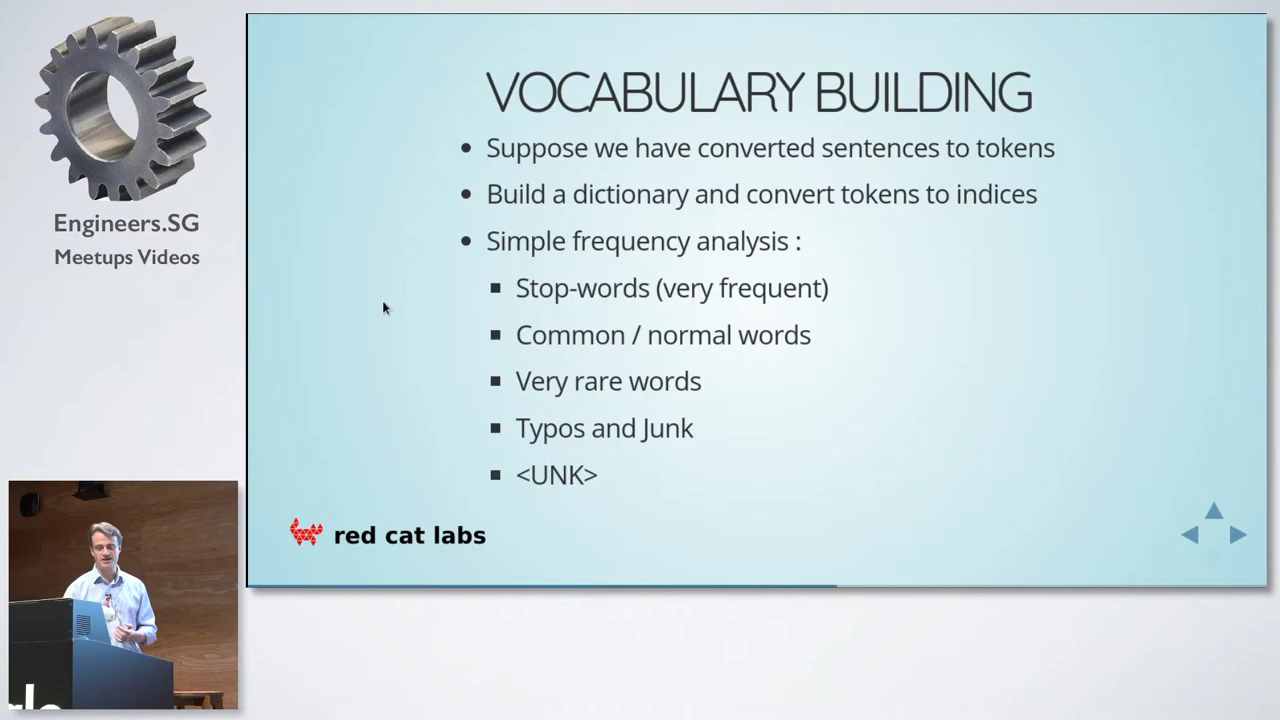 Engineers.SG
Meetups Videos
VOCABULARY BUILDING
Suppose we have converted sentences to tokens
Build a dictionary and convert tokens to indices
Simple frequency analysis :
Stop-words (very frequent)
Common / normal words
Very rare words
Typos and Junk
<UNK>
red cat labs